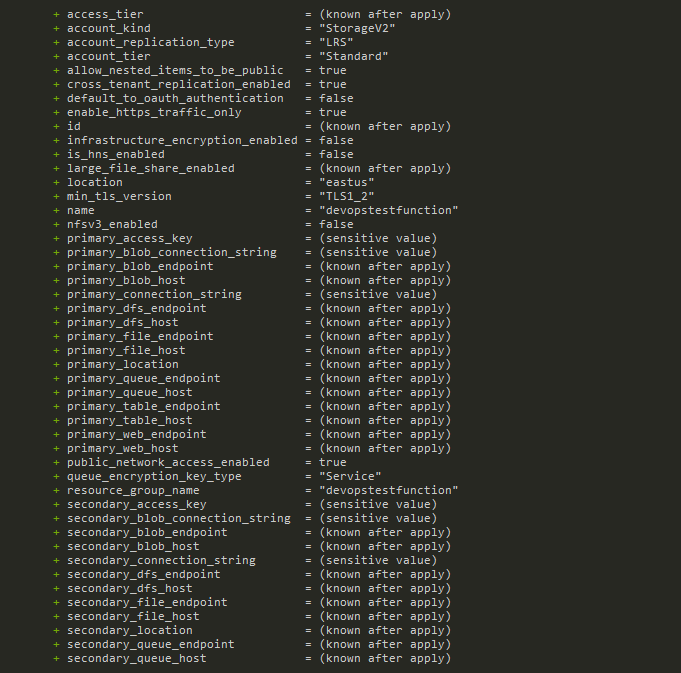 + access_tier = (known after apply)
+ account_kind = "StorageV2"
+ account_replication_type = "LRS"
+ account_tier = "Standard"
+ allow_nested_items_to_be_public = true
+ cross_tenant_replication_enabled = true
+ default_to_oauth_authentication = false
+ enable_https_traffic_only = true
+ id = (known after apply)
+ infrastructure_encryption_enabled = false
+ is_hns_enabled = false
+ large_file_share_enabled = (known after apply)
+ location = "eastus"
+ min_tls_version = "TLS1_2"
+ name = "devopstestfunction"
+ nfsv3_enabled = false
+ primary_access_key = (sensitive value)
+ primary_blob_connection_string = (sensitive value)
+ primary_blob_endpoint = (known after apply)
+ primary_blob_host = (known after apply)
+ primary_connection_string = (sensitive value)
+ primary_dfs_endpoint = (known after apply)
+ primary_dfs_host = (known after apply)
+ primary_file_endpoint = (known after apply)
+ primary_file_host = (known after apply)
+ primary_location = (known after apply)
+ primary_queue_endpoint = (known after apply)
+ primary_queue_host = (known after apply)
+ primary_table_endpoint = (known after apply)
+ primary_table_host = (known after apply)
+ primary_web_endpoint = (known after apply)
+ primary_web_host = (known after apply)
+ public_network_access_enabled = true
+ queue_encryption_key_type = "Service"
+ resource_group_name = "devopstestfunction"
+ secondary_access_key = (sensitive value)
+ secondary_blob_connection_string = (sensitive value)
+ secondary_blob_endpoint = (known after apply)
+ secondary_blob_host = (known after apply)
+ secondary_connection_string = (sensitive value)
+ secondary_dfs_endpoint = (known after apply)
+ secondary_dfs_host = (known after apply)
+ secondary_file_endpoint = (known after apply)
+ secondary_file_host = (known after apply)
+ secondary_location = (known after apply)
+ secondary_queue_endpoint = (known after apply)
+ secondary_queue_host = (known after apply)